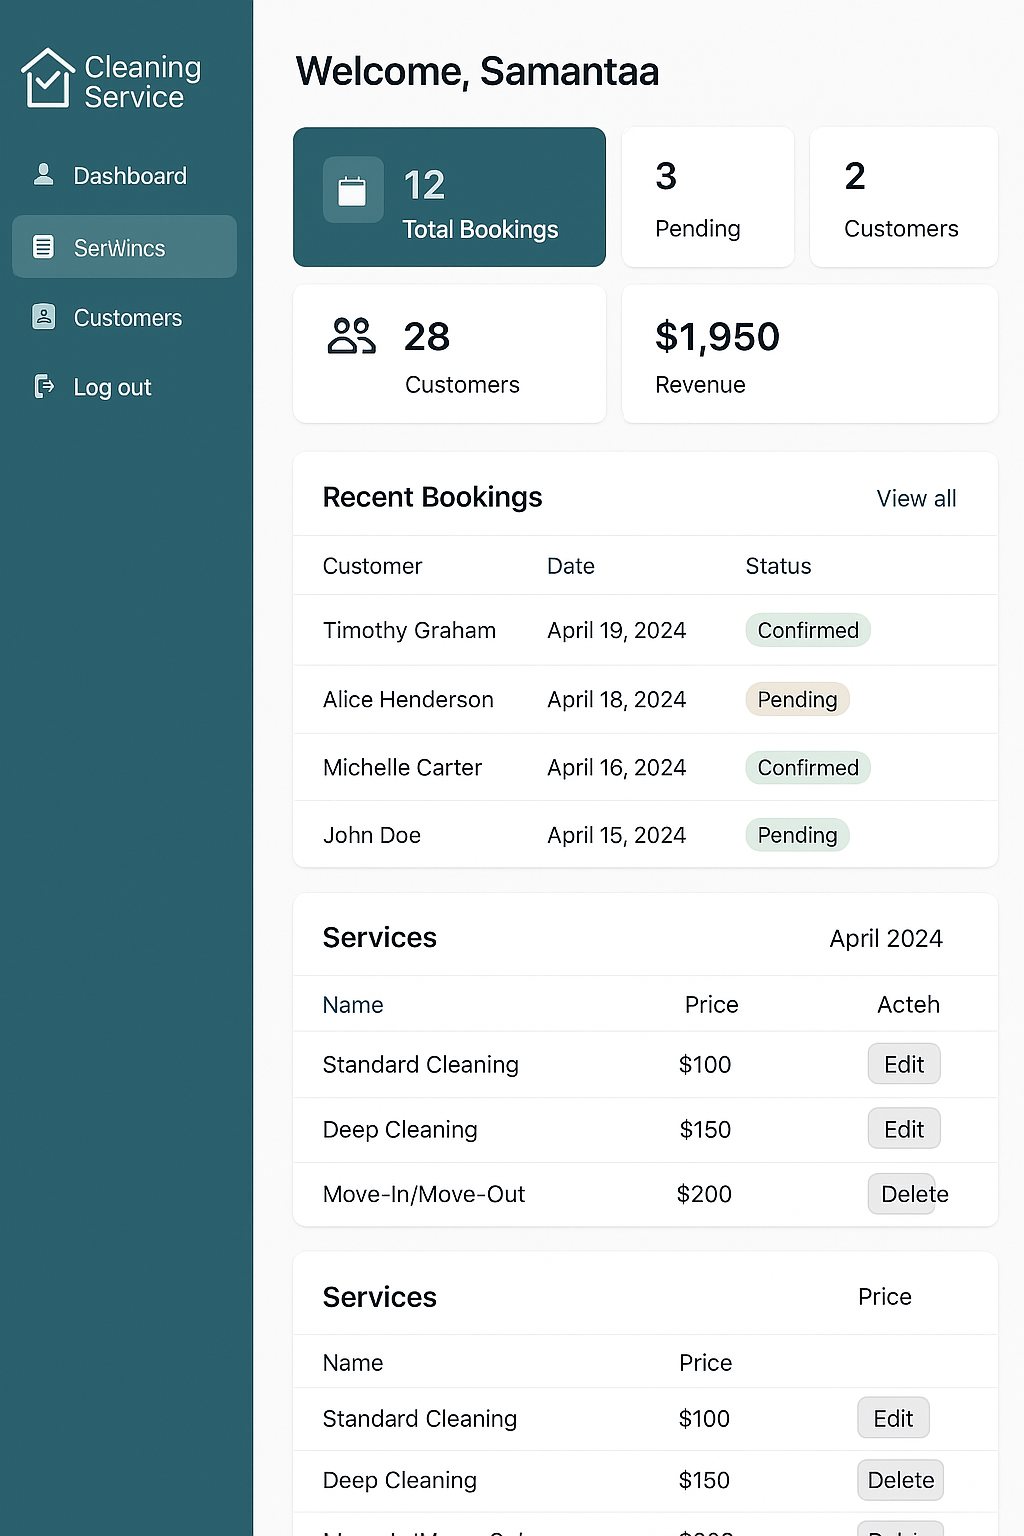 Cleaning
Service
Dashboard
SerWincs
Customers
Log out
Welcome, Samantaa
12
Total Bookings
3
Pending
2
Customers
28
Customers
$1,950
Revenue
Recent Bookings View all
Customer Date Status
Timothy Graham April 19, 2024 Confirmed
Alice Henderson April 18, 2024 Pending
Michelle Carter April 16, 2024 Confirmed
John Doe April 15, 2024 Pending
Services April 2024
Name Price Acteh
Standard Cleaning $100 Edit
Deep Cleaning $150 Edit
Move-In/Move-Out $200 Delete
Services Price
Name Price
Standard Cleaning $100 Edit
Deep Cleaning $150 Delete